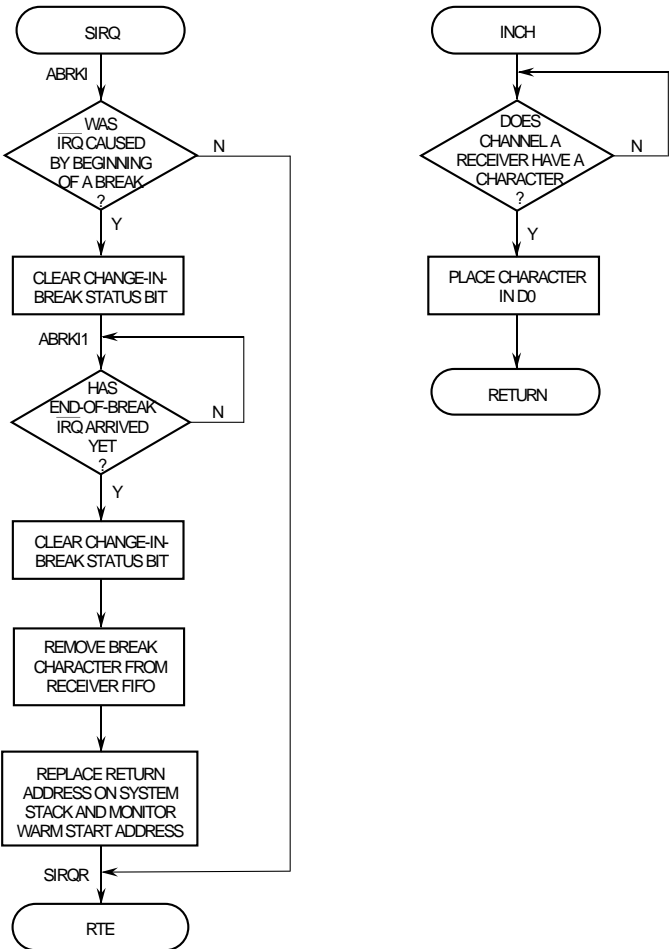 SIRQ
ABRKI
WAS
IRQ CAUSED
BY BEGINNING
OF A BREAK
?
N
Y
CLEAR CHANGE-IN-
BREAK STATUS BIT
ABRKI1
HAS
END-OF-BREAK
IRQ ARRIVED
YET
?
N
Y
CLEAR CHANGE-IN-
BREAK STATUS BIT
REMOVE BREAK
CHARACTER FROM
RECEIVER FIFO
REPLACE RETURN
ADDRESS ON SYSTEM
STACK AND MONITOR
WARM START ADDRESS
SIRQR
RTE
INCH
DOES
CHANNEL A
RECEIVER HAVE A
CHARACTER
?
N
Y
PLACE CHARACTER
IN D0
RETURN